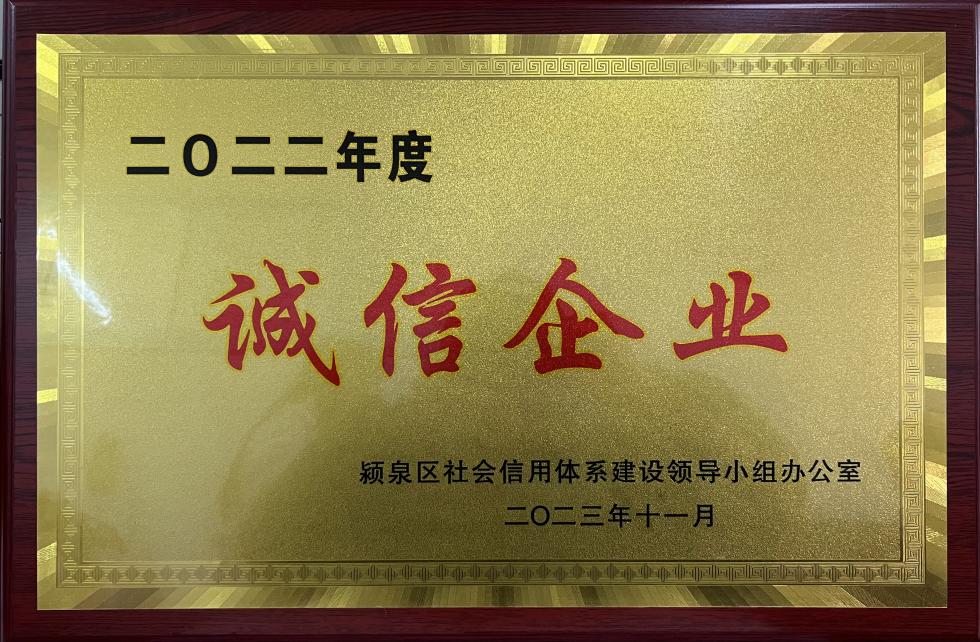 二〇二二年度
诚信企业
颍泉区社会信用体系建设领导小组办公室
二〇二三年十一月